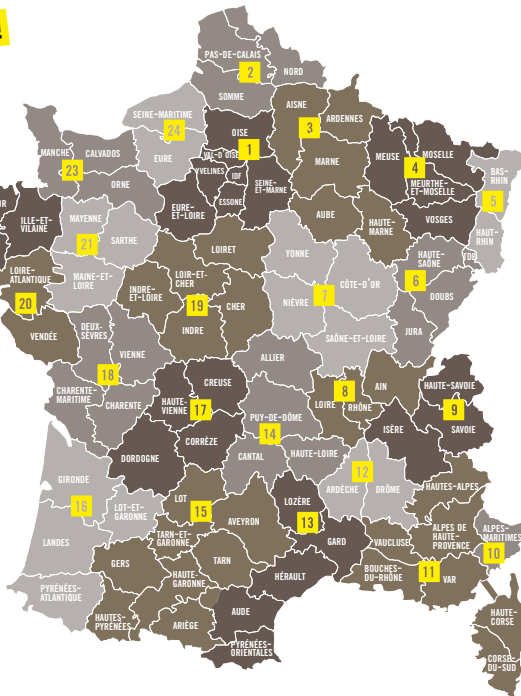 PAS-DE-CALAIS
2
NORD
SOMME
AISNE
ARDENNES
SEINE-MARITIME
24
3
OISE
1
MANCHE
CALVADOS
EURE
VAL-D'OISE
MARNE
MEUSE
MOSELLE
4
BAS-
RHIN
23
YVELINES
IDF
SEINE-
ET-MARNE
MEURTHE-
ET-MOSELLE
5
ORNE
EURE-
ET-LOIRE
ESSONNE
ILLE-ET-
VILAINE
MAYENNE
21
SARTHE
AUBE
HAUTE-
MARNE
VOSGES
HAUT-
RHIN
LOIRET
YONNE
HAUTE-
SAÔNE
TDB
LOIRE-
ATLANTIQUE
20
MAINE-ET-
LOIRE
INDRE-
ET-LOIRE
LOIR-ET-
CHER
19
CHER
NIÈVRE
7
CÔTE-D'OR
6
DOUBS
VENDÉE
DEUX-
SÈVRES
VIENNE
INDRE
SAÔNE-ET-LOIRE
JURA
ALLIER
18
CHARENTE-
MARITIME
CHARENTE
HAUTE-
VIENNE
17
CREUSE
8
LOIRE
RHÔNE
AIN
HAUTE-SAVOIE
9
SAVOIE
PUY-DE-DÔME
14
ISÈRE
CORRÈZE
DORDOGNE
CANTAL
HAUTE-LOIRE
12
ARDÈCHE
DRÔME
HAUTES-ALPES
GIRONDE
16
LOT-ET-
GARONNE
LOT
15
AVEYRON
LOZÈRE
13
LANDES
TARN-ET-
GARONNE
GARD
VAUCLUSE
ALPES DE
HAUTE-
PROVENCE
ALPES-
MARITIMES
10
GERS
TARN
HAUTE-
GARONNE
HÉRAULT
BOUCHES-
DU-RHÔNE
11
VAR
PYRÉNÉES-
ATLANTIQUE
HAUTES-
PYRÉNÉES
ARIÈGE
AUDE
PYRÉNÉES-
ORIENTALES
HAUTE-
CORSE
CORSE-
DU-SUD